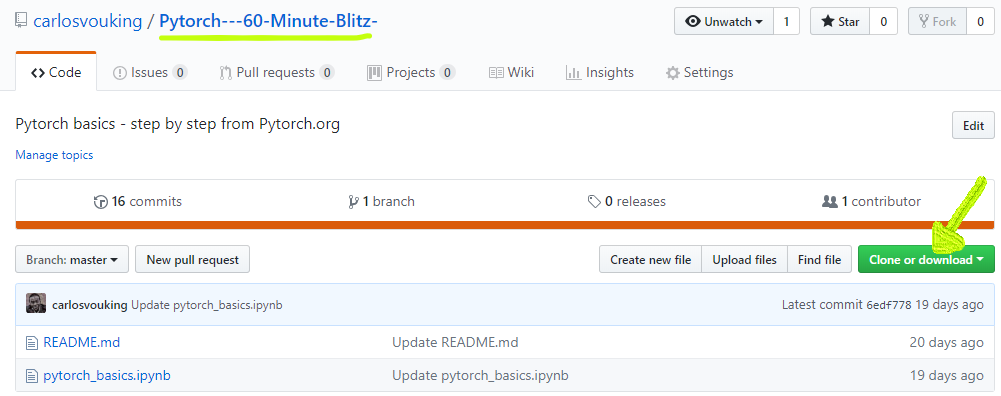 carlosvouking / Pytorch---60-Minute-Blitz-
Unwatch 1 Star 0 Fork 0
Code Issues 0 Pull requests 0 Projects 0 Wiki Insights Settings
Pytorch basics - step by step from Pytorch.org Edit
Manage topics
16 commits 1 branch 0 releases 1 contributor
Branch: master New pull request Create new file Upload files Find file Clone or download
carlosvouking Update pytorch_basics.ipynb Latest commit 6edf778 19 days ago
README.md Update README.md 20 days ago
pytorch_basics.ipynb Update pytorch_basics.ipynb 19 days ago